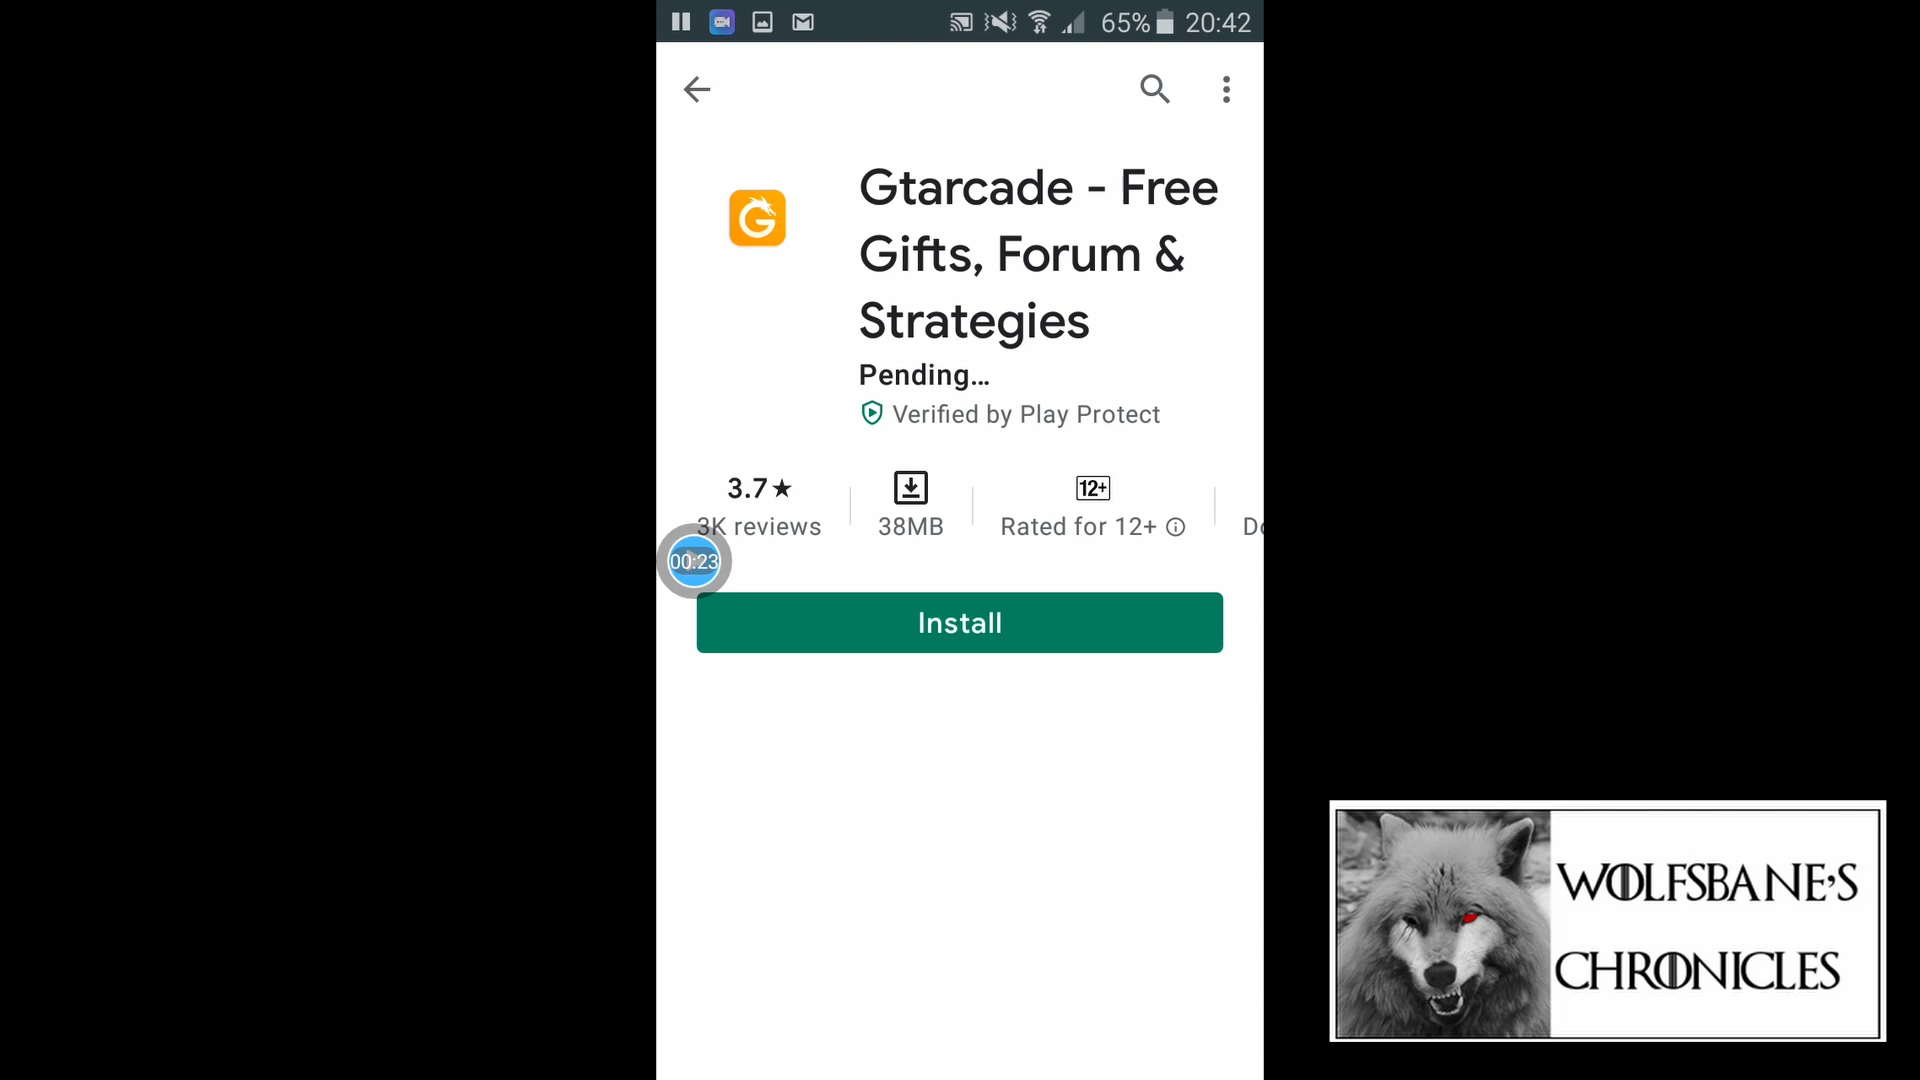 65% 20:42
Gtarcade - Free
Gifts, Forum &
Strategies
Pending...
Verified by Play Protect
3.7★
12+
3K reviews
38MB
Rated for 12+
00:23
Install
WOLFSBANE'S
CHRONICLES